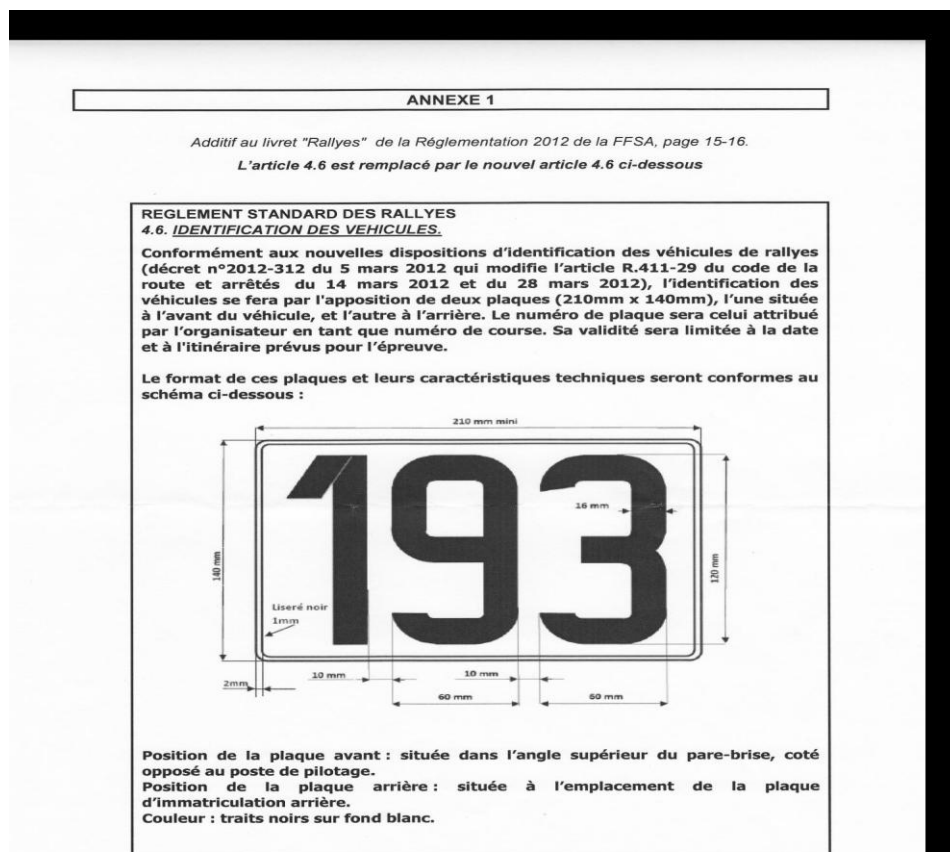 ANNEXE 1
Additif au livret "Rallyes" de la Réglementation 2012 de la FFSA, page 15-16.
L'article 4.6 est remplacé par le nouvel article 4.6 ci-dessous
REGLEMENT STANDARD DES RALLYES
4.6. IDENTIFICATION DES VEHICULES.
Conformément aux nouvelles dispositions d'identification des véhicules de rallyes
(décret n°2012-312 du 5 mars 2012 qui modifie l'article R.411-29 du code de la
route et arrêtés du 14 mars 2012 et du 28 mars 2012), l'identification des
véhicules se fera par l'apposition de deux plaques (210mm x 140mm), l'une située
à l'avant du véhicule, et l'autre à l'arrière. Le numéro de plaque sera celui attribué
par l'organisateur en tant que numéro de course. Sa validité sera limitée à la date
et à l'itinéraire prévus pour l'épreuve.
Le format de ces plaques et leurs caractéristiques techniques seront conformes au
schéma ci-dessous :
210 mm mini
193
16 mm
140 mm
120 mm
Liseré noir
1mm
2mm
10 mm
10 mm
60 mm
60 mm
Position de la plaque avant : située dans l'angle supérieur du pare-brise, coté
opposé au poste de pilotage.
Position de la plaque arrière : située à l'emplacement de la plaque
d'immatriculation arrière.
Couleur : traits noirs sur fond blanc.